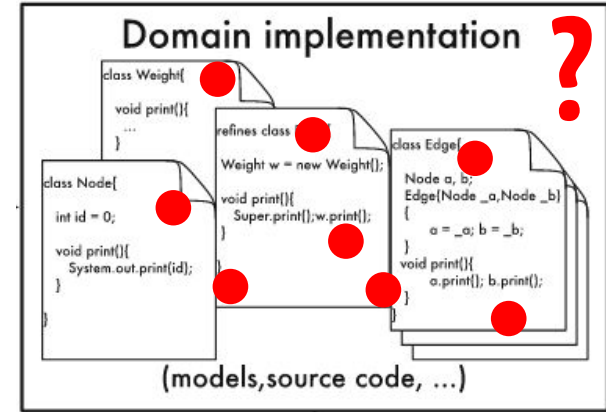 Domain implementation
?
class Weight{
void print(){
...
}
class Node{
int id = 0;
void print(){
System.out.print(id);
}
}
refines class {
Weight w = new Weight();
void print(){
Super.print();w.print();
}
}
class Edge{
Node a, b;
Edge{Node _a,Node _b}
{
a = _a; b = _b;
}
void print(){
a.print(); b.print();
}
}
(models,source code, ...)